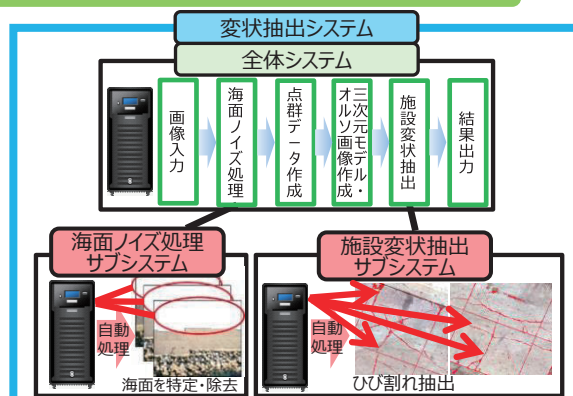 変状抽出システム
全体システム
画像入力
海面ノイズ処理
点群データ作成
三次元モデル・
オルソ画像作成
施設変状抽出
結果出力
海面ノイズ処理
サブシステム
自動
処理
海面を特定・除去
施設変状抽出
サブシステム
自動
処理
ひび割れ抽出